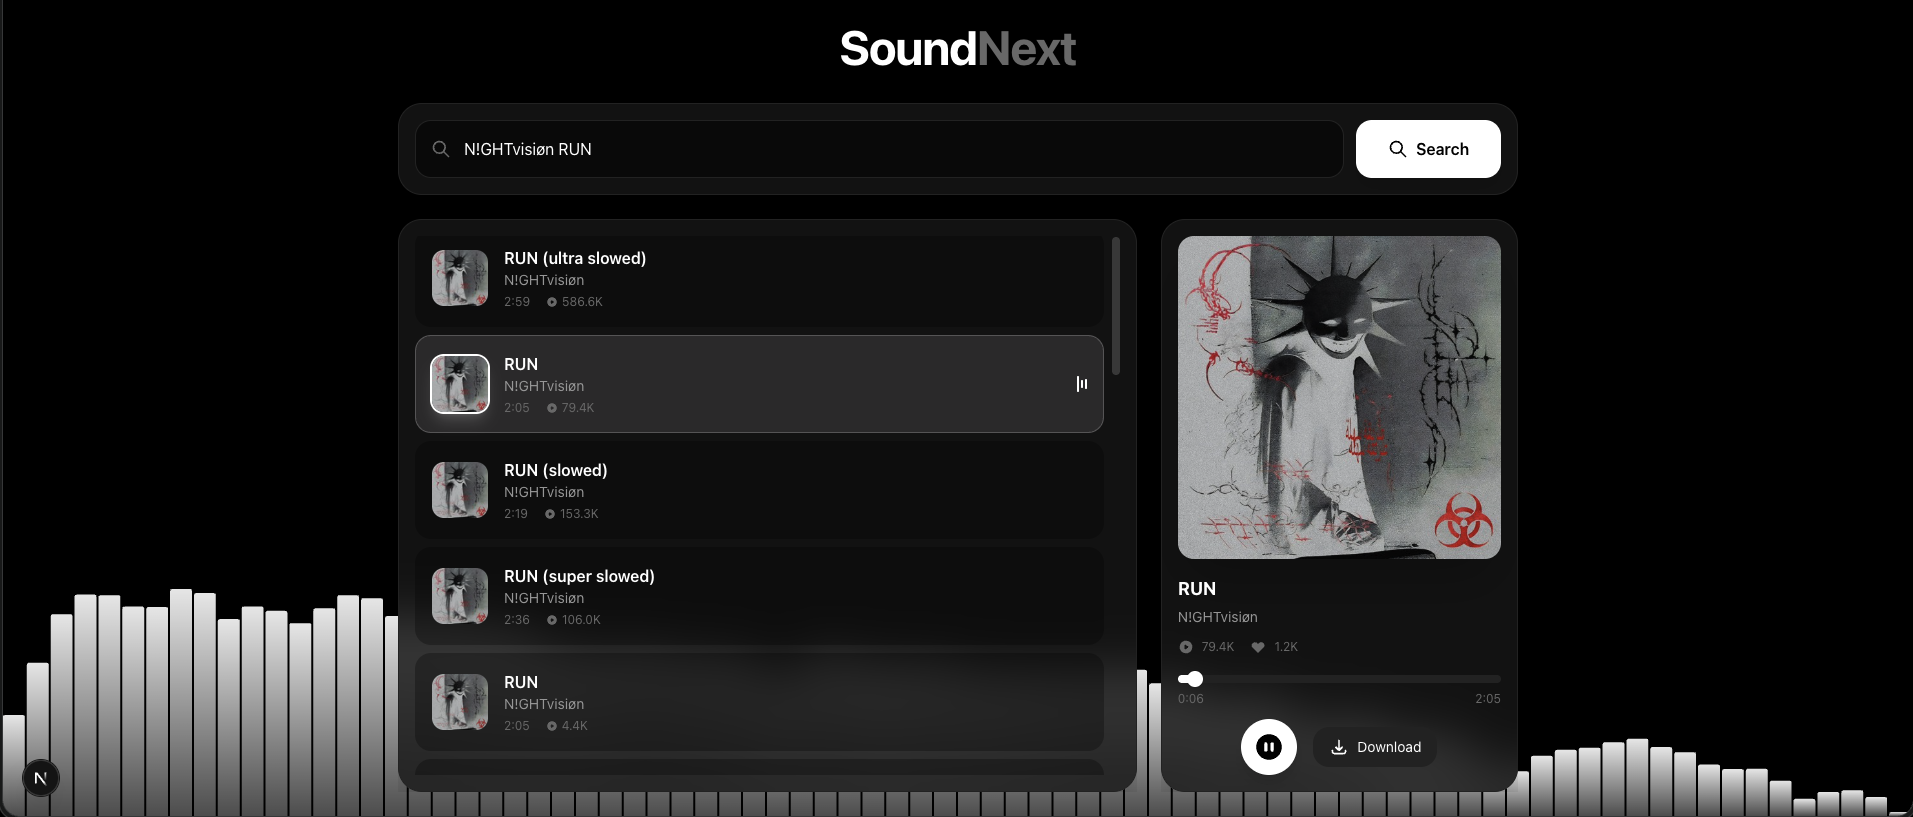 SoundNext
N!GHTvisiøn RUN
Search
RUN (ultra slowed)
N!GHTvisiøn
2:59 586.6K
RUN
N!GHTvisiøn
2:05 79.4K
RUN (slowed)
N!GHTvisiøn
2:19 153.3K
RUN (super slowed)
N!GHTvisiøn
2:36 106.0K
RUN
N!GHTvisiøn
2:05 4.4K
RUN
N!GHTvisiøn
79.4K 1.2K
0:06 2:05
Download
N